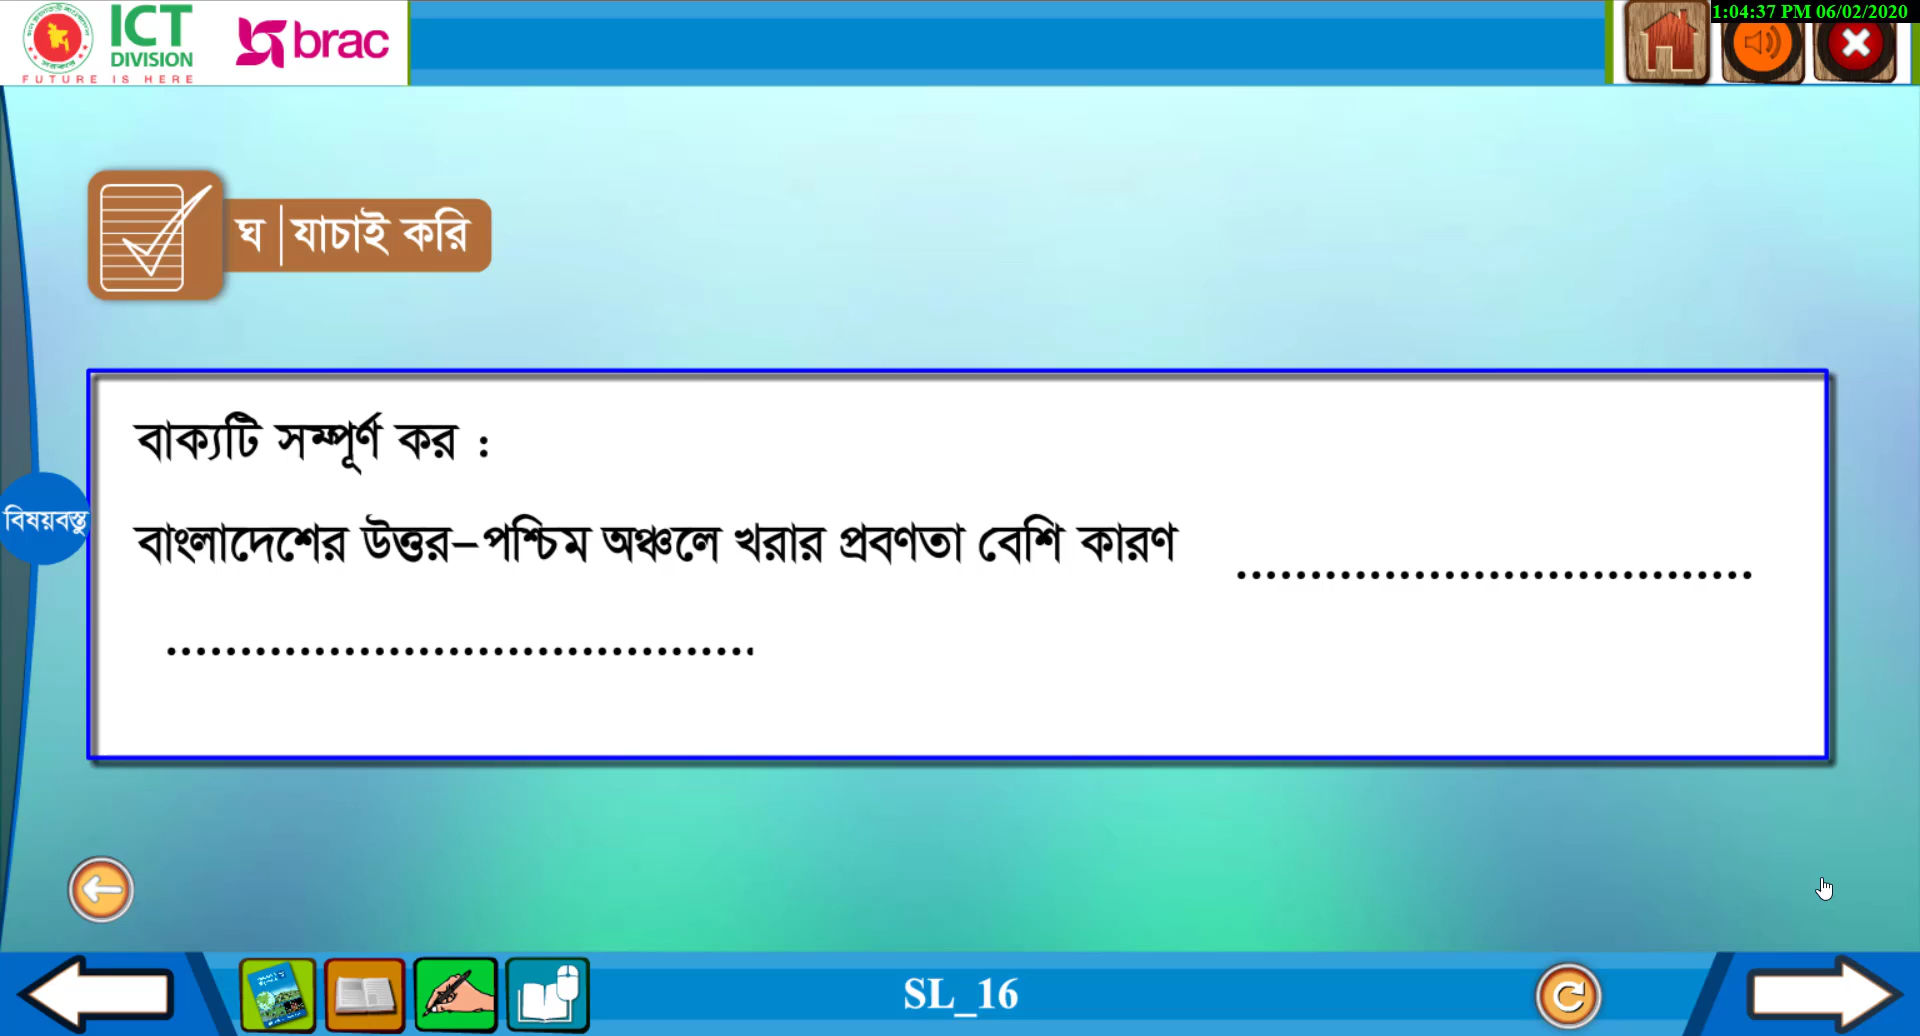 1:04:37 PM 06/02/2020
ICT
DIVISION
FUTURE IS HERE
brac
ঘ যাচাই করি
বাক্যটি সম্পূর্ণ কর :
বাংলাদেশের উত্তর-পশ্চিম অঞ্চলে খরার প্রবণতা বেশি কারণ ...................................
........................................
বিষয়বস্তু
SL_16